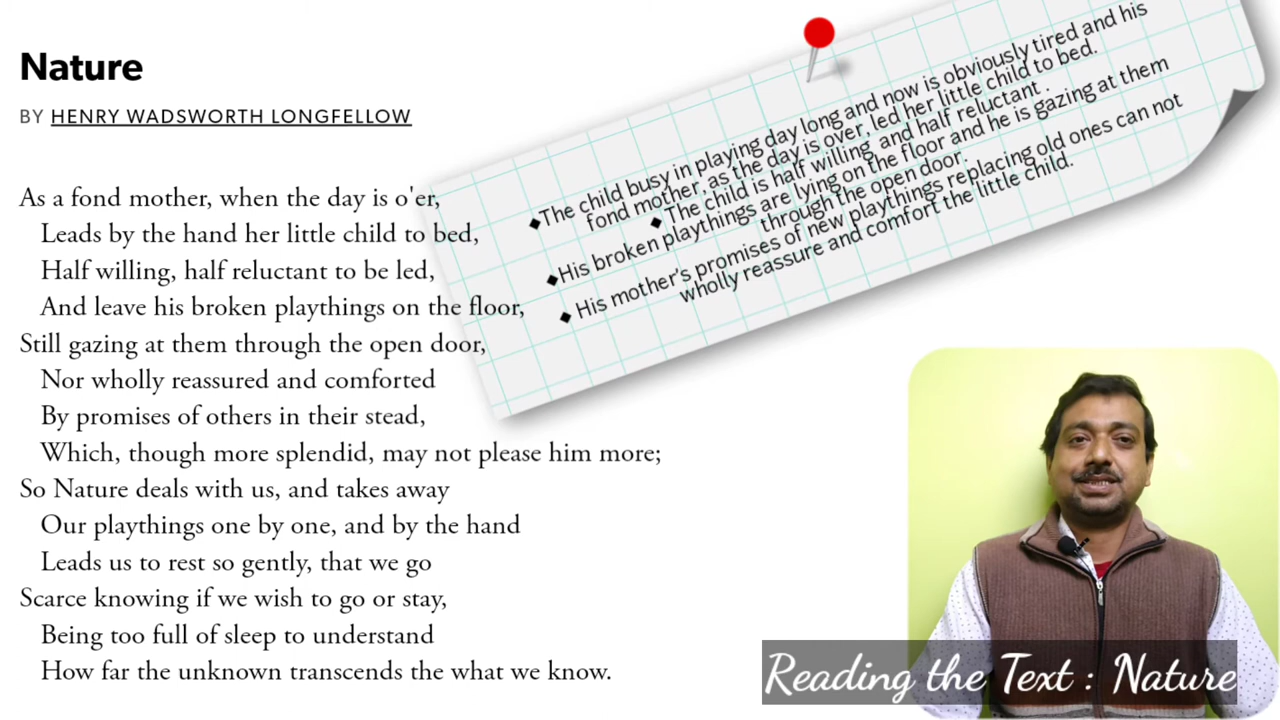 Nature
BY HENRY WADSWORTH LONGFELLOW
As a fond mother, when the day is o'er,
Leads by the hand her little child to bed,
Half willing, half reluctant to be led,
And leave his broken playthings on the floor,
Still gazing at them through the open door,
Nor wholly reassured and comforted
By promises of others in their stead,
Which, though more splendid, may not please him more;
So Nature deals with us, and takes away
Our playthings one by one, and by the hand
Leads us to rest so gently, that we go
Scarce knowing if we wish to go or stay,
Being too full of sleep to understand
How far the unknown transcends the what we know.
◆The child busy in playing day long and now is obviously tired and his
fond mother, as the day is over, led her little child to bed.
◆The child is half willing and half reluctant .
◆His broken playthings are lying on the floor and he is gazing at them
through the open door.
◆ His mother's promises of new playthings replacing old ones can not
wholly reassure and comfort the little child.
Reading the Text : Nature